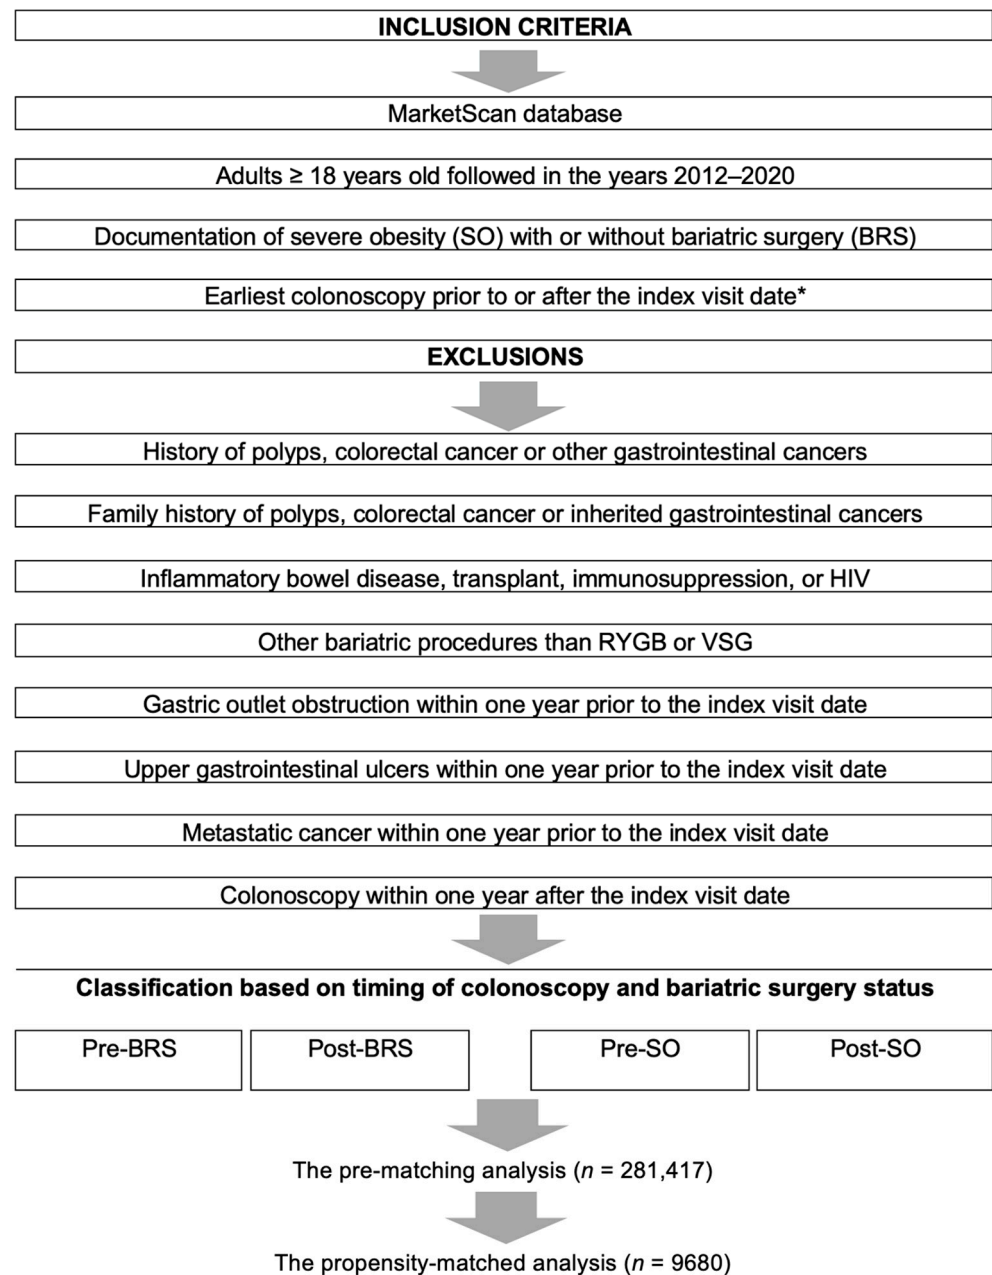 INCLUSION CRITERIA
MarketScan database
Adults ≥ 18 years old followed in the years 2012–2020
Documentation of severe obesity (SO) with or without bariatric surgery (BRS)
Earliest colonoscopy prior to or after the index visit date*
EXCLUSIONS
History of polyps, colorectal cancer or other gastrointestinal cancers
Family history of polyps, colorectal cancer or inherited gastrointestinal cancers
Inflammatory bowel disease, transplant, immunosuppression, or HIV
Other bariatric procedures than RYGB or VSG
Gastric outlet obstruction within one year prior to the index visit date
Upper gastrointestinal ulcers within one year prior to the index visit date
Metastatic cancer within one year prior to the index visit date
Colonoscopy within one year after the index visit date
Classification based on timing of colonoscopy and bariatric surgery status
Pre-BRS
Post-BRS
Pre-SO
Post-SO
The pre-matching analysis (n = 281,417)
The propensity-matched analysis (n = 9680)